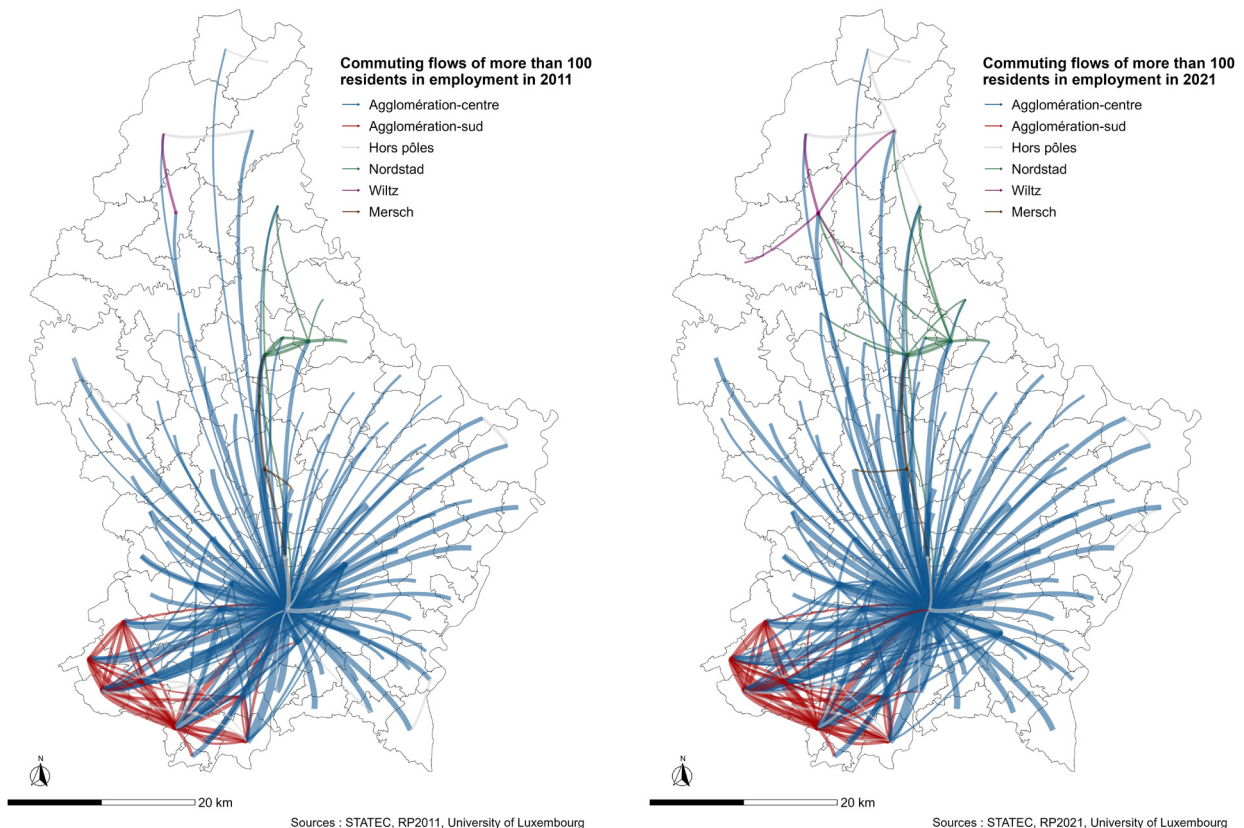 Commuting flows of more than 100
residents in employment in 2011
Agglomération-centre
Agglomération-sud
Hors pôles
Nordstad
Wiltz
Mersch
N
20 km
Sources : STATEC, RP2011, University of Luxembourg
Commuting flows of more than 100
residents in employment in 2021
Agglomération-centre
Agglomération-sud
Hors pôles
Nordstad
Wiltz
Mersch
N
20 km
Sources : STATEC, RP2021, University of Luxembourg